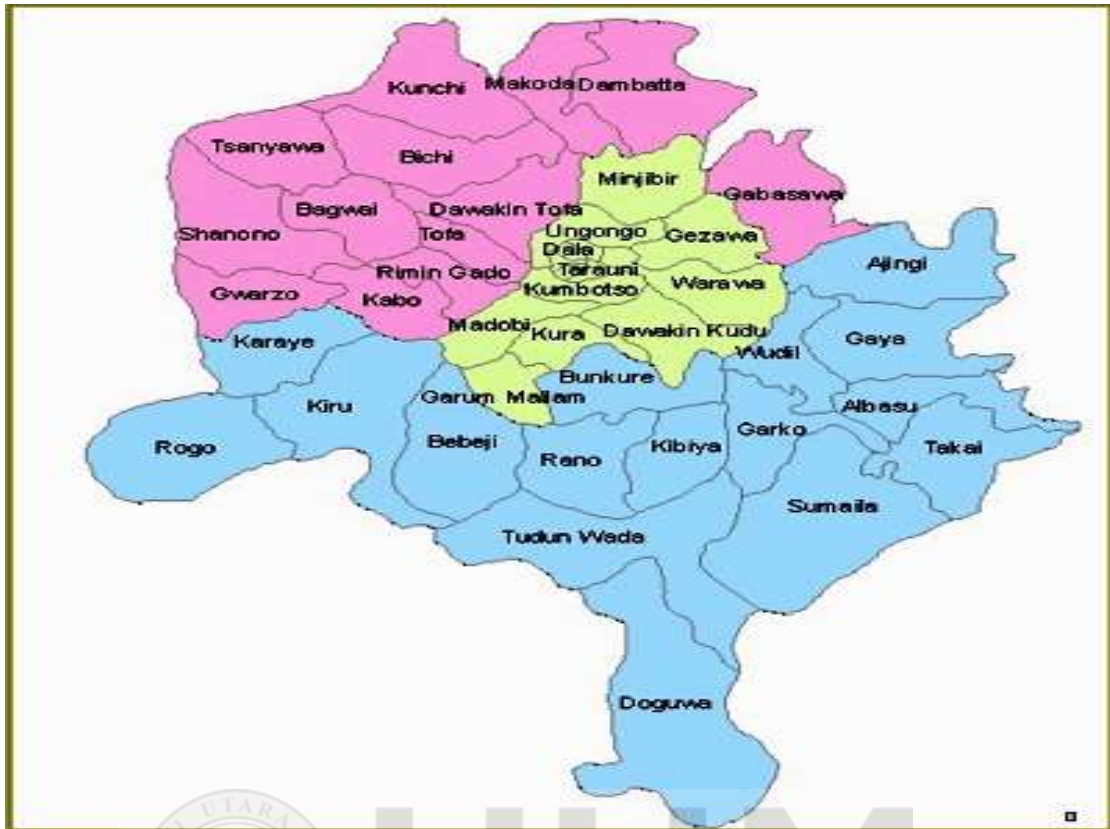 Kunchi
Makoda
Dambatta
Tsanyawa
Bichi
Minjibir
Gabasawa
Bagwai
Dawakin Tofa
Shanono
Tofa
Ungongo
Gezawa
Dala
Rimin Gado
Tarauni
Ajingi
Gwarzo
Kabo
Kumbotso
Warawa
Madobi
Kura
Dawakin Kudu
Karaye
Wudil
Gaya
Bunkure
Garum Mallam
Kiru
Albasu
Rogo
Bebeji
Rano
Kibiya
Garko
Takai
Sumaila
Tudun Wada
Doguwa
UTARA
UUM